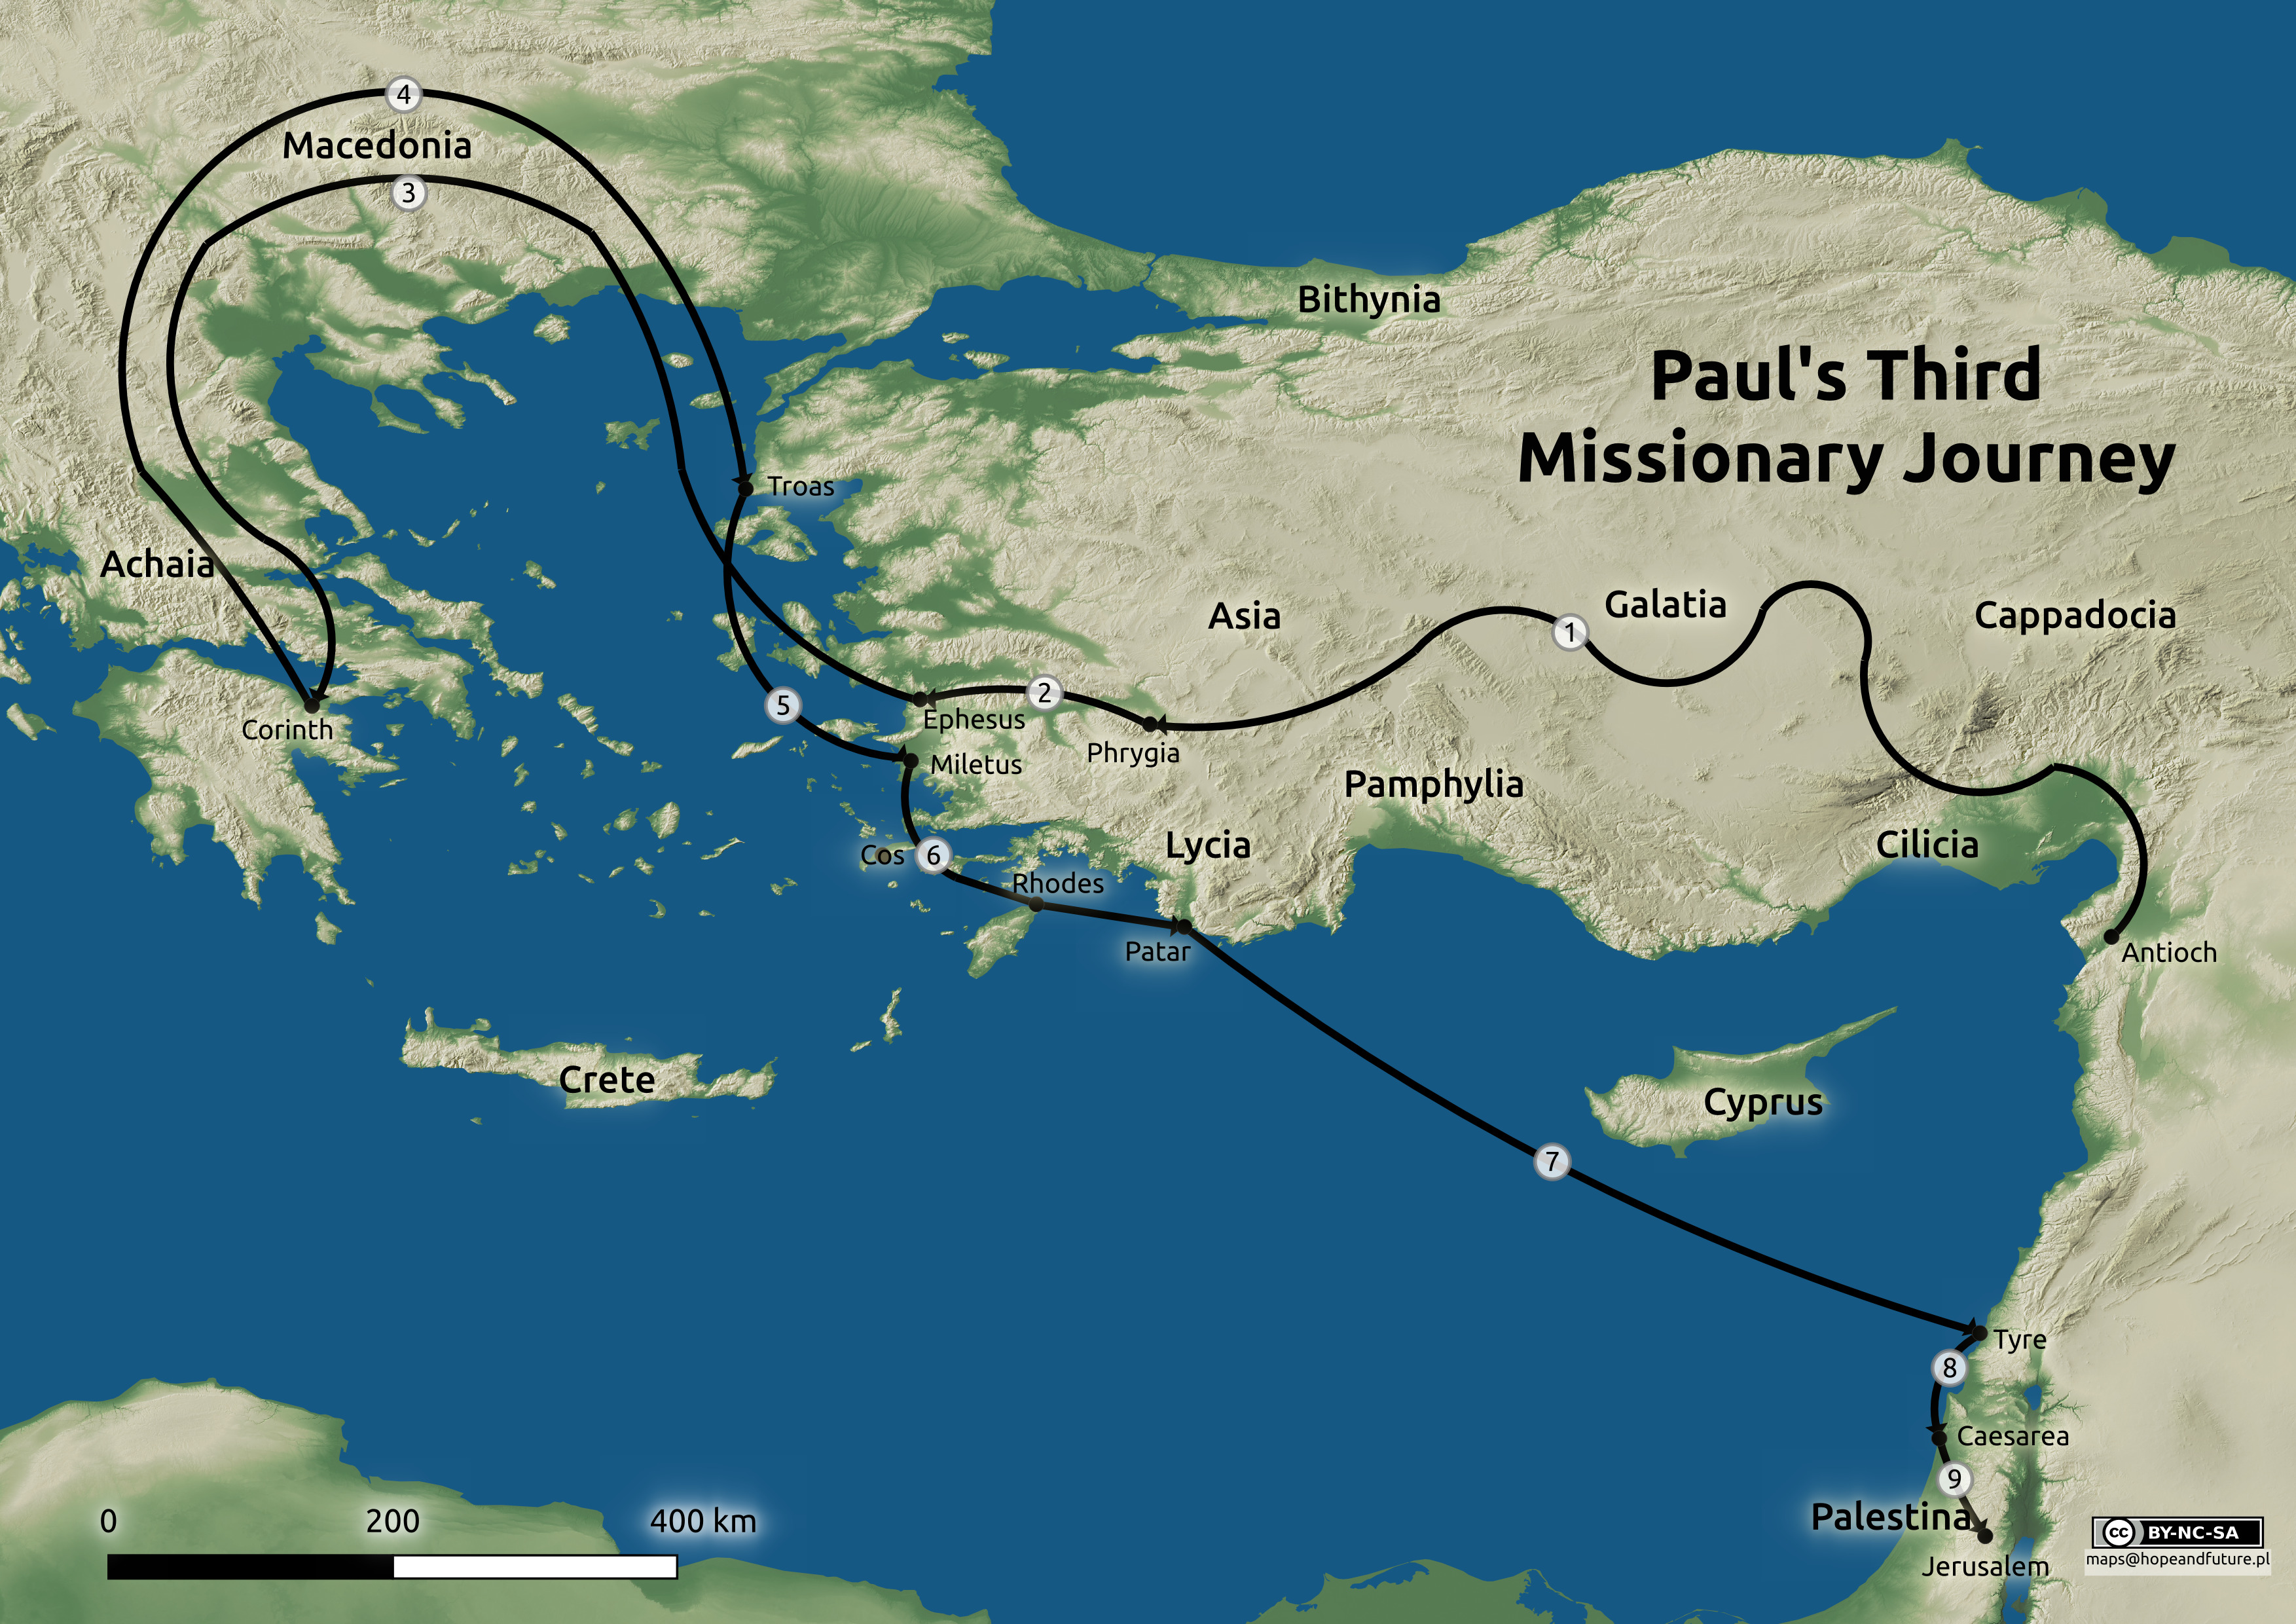 4
Macedonia
3
Bithynia
Paul's Third
Missionary Journey
Troas
Achaia
Asia
1
Galatia
Cappadocia
5
Corinth
2
Ephesus
Phrygia
Miletus
Pamphylia
Cos
6
Lycia
Cilicia
Rhodes
Patar
Antioch
Crete
Cyprus
7
Tyre
8
Caesarea
9
Palestina
Jerusalem
0 200 400 km
cc BY-NC-SA
maps@hopeandfuture.pl